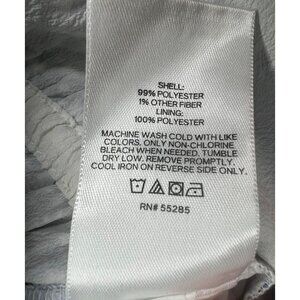 SHELL:
99% POLYESTER
1% OTHER FIBER
LINING:
100% POLYESTER
MACHINE WASH COLD WITH LIKE
COLORS. ONLY NON-CHLORINE
BLEACH WHEN NEEDED. TUMBLE
DRY LOW. REMOVE PROMPTLY.
COOL IRON ON REVERSE SIDE ONLY.
RN# 55285